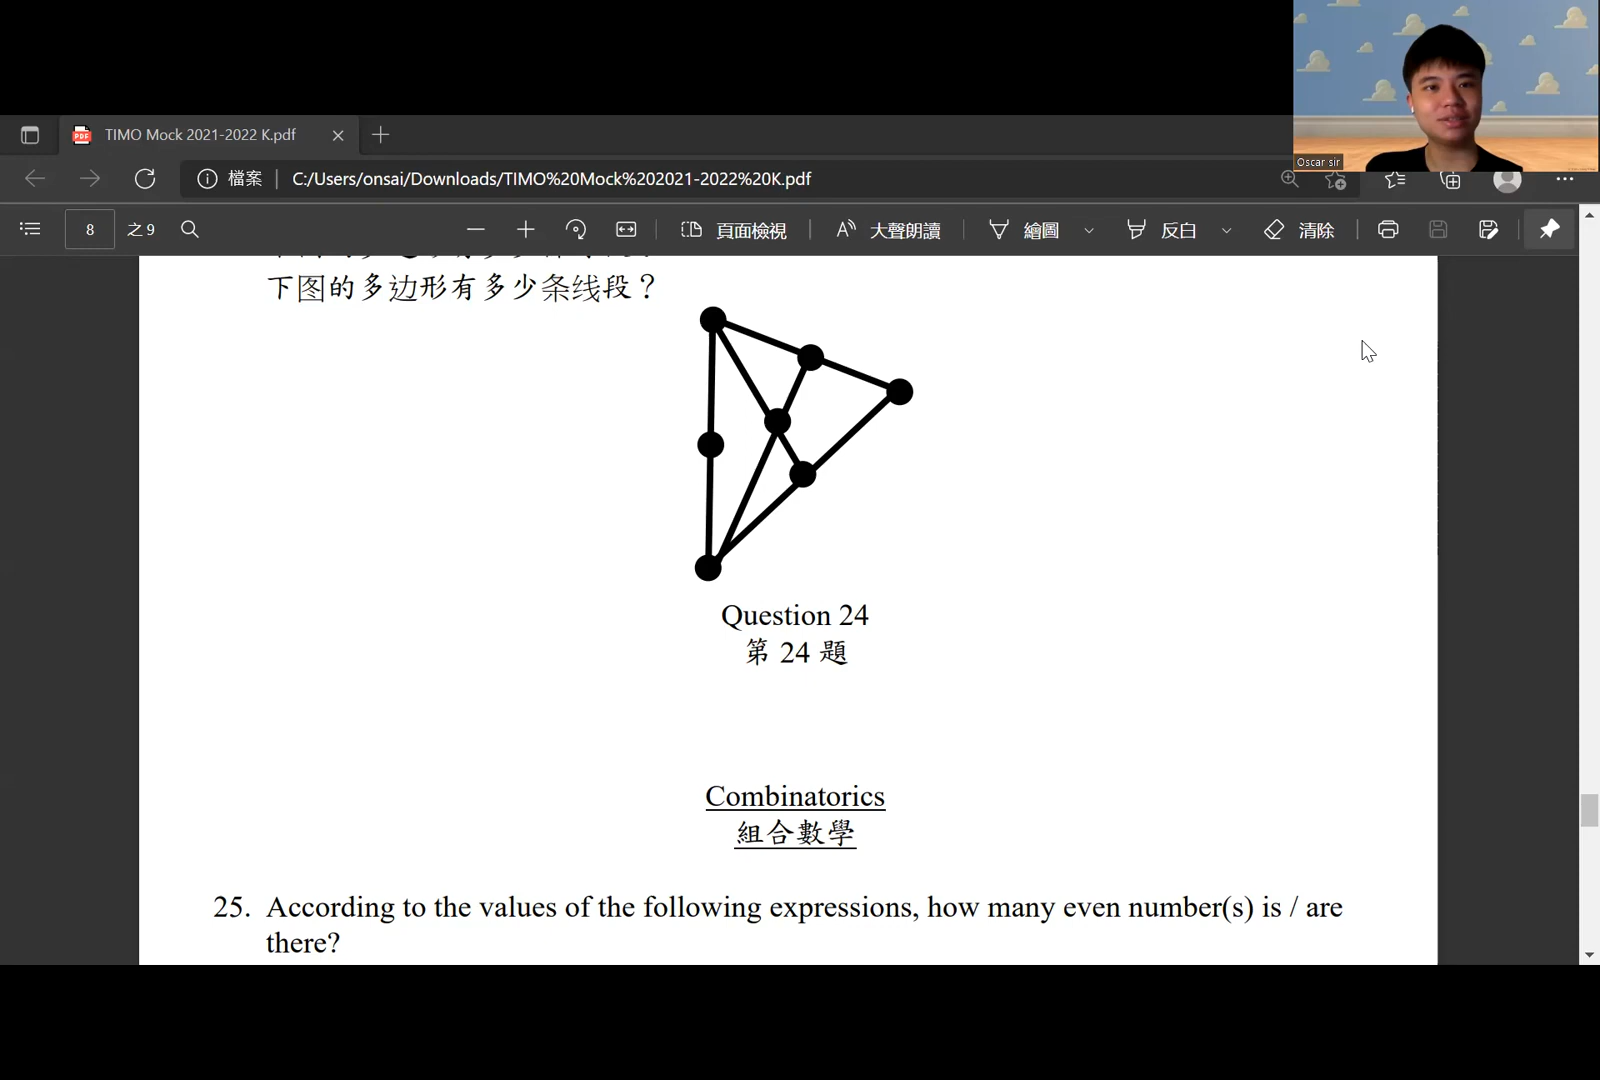 Oscar sir
TIMO Mock 2021-2022 K.pdf
檔案 C:/Users/onsai/Downloads/TIMO%20Mock%202021-2022%20K.pdf
8 之 9 頁面檢視 大聲朗讀 繪圖 反白 清除
下图的多边形有多少条线段？
Question 24
第 24 題
Combinatorics
組合數學
25. According to the values of the following expressions, how many even number(s) is / are
there?